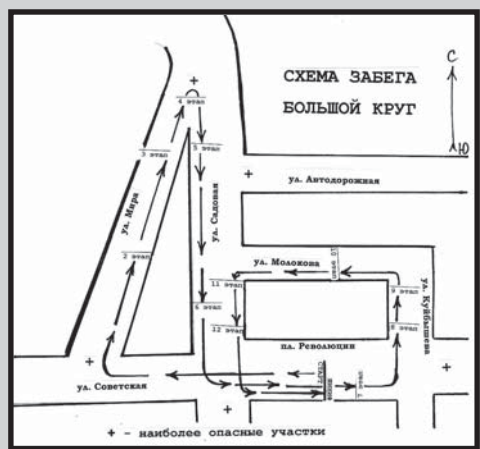 СХЕМА ЗАБЕГА
БОЛЬШОЙ КРУГ
С
Ю
+
4 этап
3 этап
5 этап
+
ул. Автодорожная
ул. Мира
ул. Садовая
2 этап
ул. Молокова
10 этап
11 этап
9 этап
ул. Куйбышева
6 этап
12 этап
8 этап
пл. Революции
+
+
ул. Советская
СТАРТ
7 этап
+
+ - наиболее опасные участки